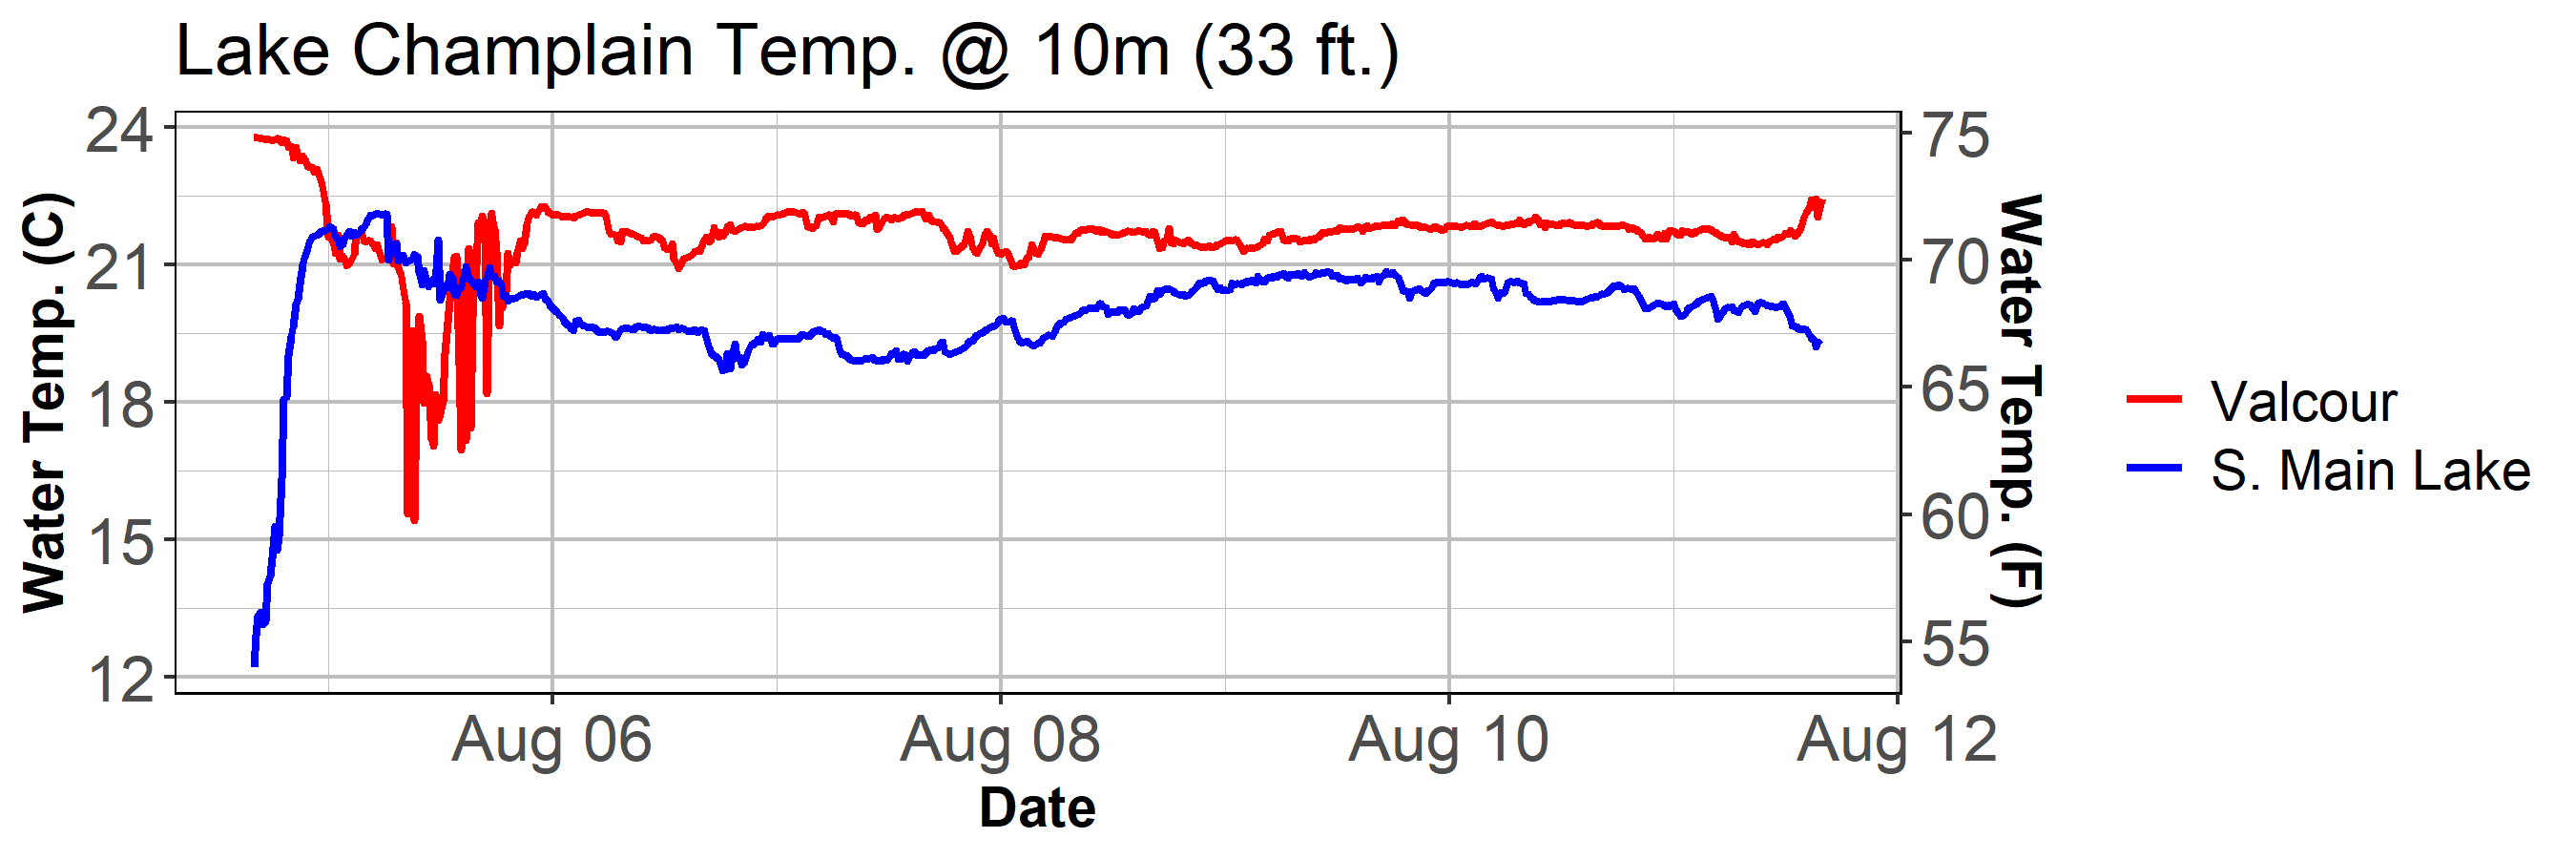 Lake Champlain Temp. @ 10m (33 ft.)
Water Temp. (C)
24
21
18
15
12
75
70
65
60
55
Water Temp. (F)
Aug 06
Aug 08
Aug 10
Aug 12
Date
Valcour
S. Main Lake